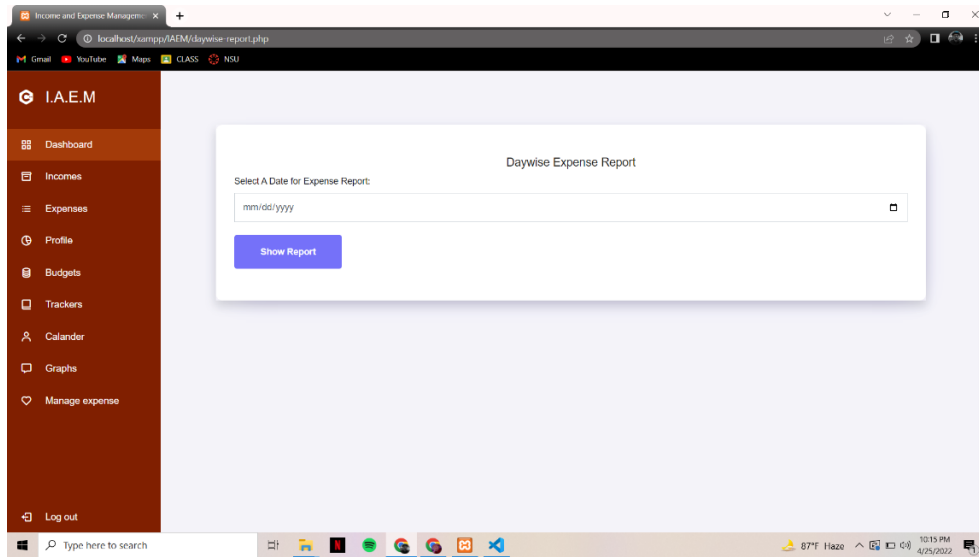 Income and Expense Manageme
localhost/xampp/IAEM/daywise-report.php
Gmail YouTube Maps CLASS NSU
I.A.E.M
Dashboard
Incomes
Expenses
Profile
Budgets
Trackers
Calander
Graphs
Manage expense
Log out
Daywise Expense Report
Select A Date for Expense Report:
mm/dd/yyyy
Show Report
Type here to search
87°F Haze
10:15 PM
4/25/2022